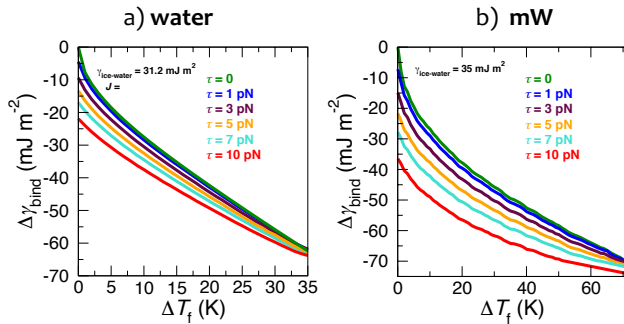 a) water
b) mW
0
-10
-20
-30
-40
-50
-60
-70
Δγbind (mJ m-2)
γice-water = 31.2 mJ m2
J =
τ = 0
τ = 1 pN
τ = 3 pN
τ = 5 pN
τ = 7 pN
τ = 10 pN
0 5 10 15 20 25 30 35
ΔTf (K)
0
-10
-20
-30
-40
-50
-60
-70
Δγbind (mJ m-2)
γice-water = 35 mJ m2
τ = 0
τ = 1 pN
τ = 3 pN
τ = 5 pN
τ = 7 pN
τ = 10 pN
0 20 40 60
ΔTf (K)